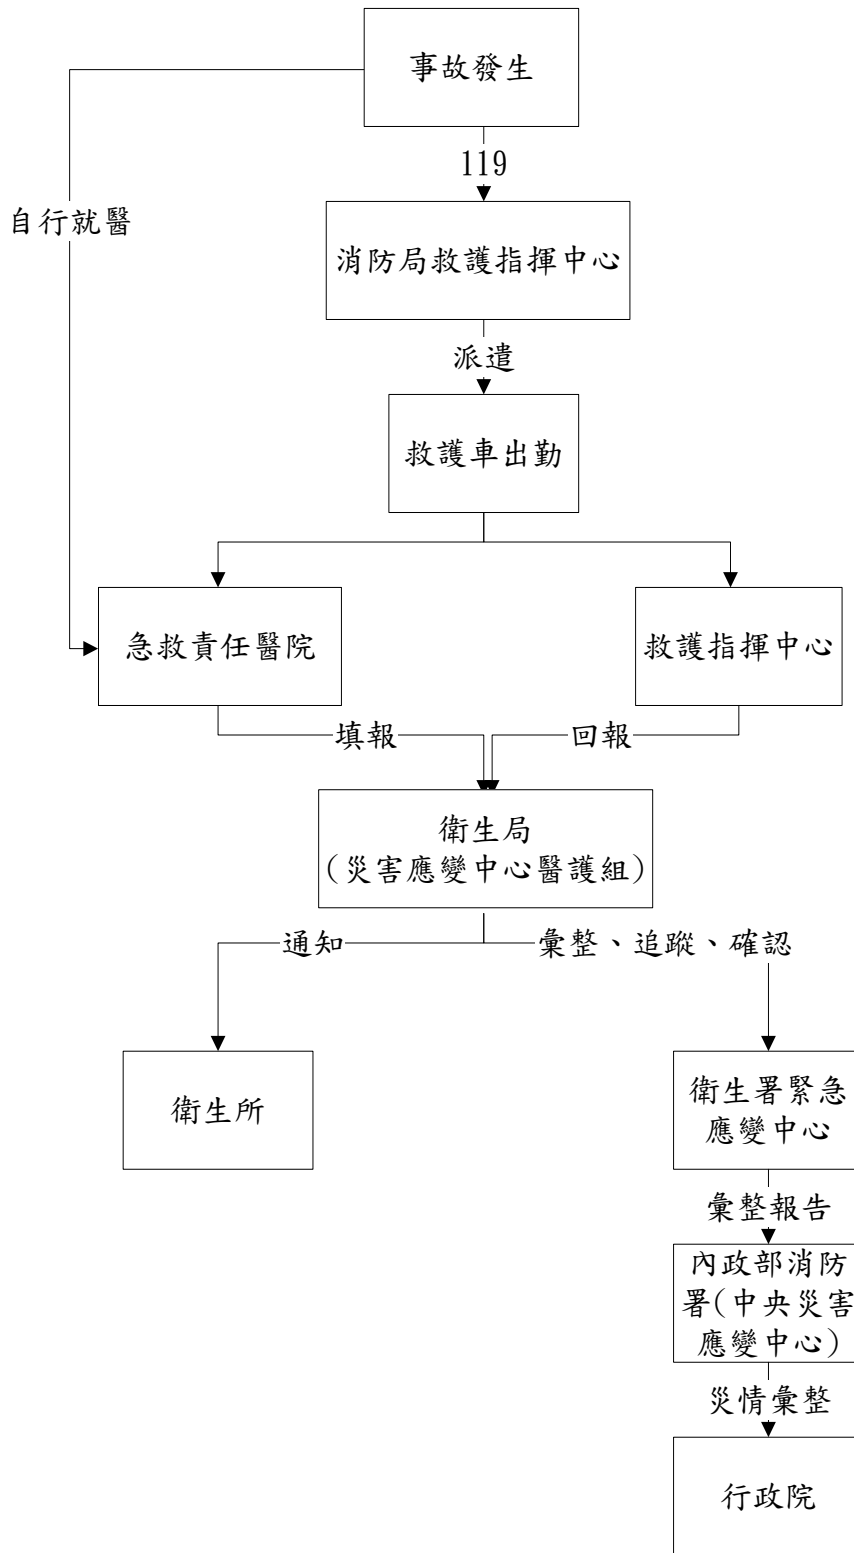 事故發生
119
自行就醫
消防局救護指揮中心
派遣
救護車出勤
急救責任醫院
救護指揮中心
填報
回報
衛生局
(災害應變中心醫護組)
通知
彙整、追蹤、確認
衛生所
衛生署緊急
應變中心
彙整報告
內政部消防
署(中央災害
應變中心)
災情彙整
行政院